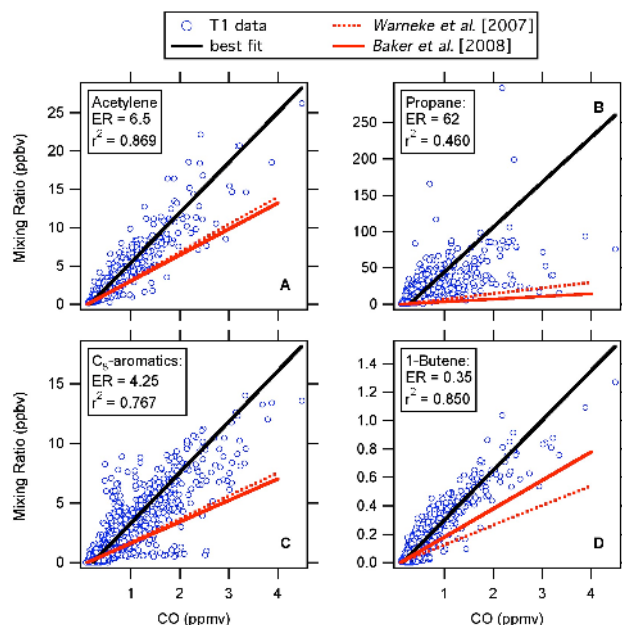 T1 data
Warneke et al. [2007]
best fit
Baker et al. [2008]
Mixing Ratio (ppbv)
25
20
15
10
5
0
Acetylene
ER = 6.5
r² = 0.869
A
250
200
150
100
50
0
Propane:
ER = 62
r² = 0.460
B
Mixing Ratio (ppbv)
15
10
5
0
C₈-aromatics:
ER = 4.25
r² = 0.767
C
1 2 3 4
CO (ppmv)
1.4
1.2
1.0
0.8
0.6
0.4
0.2
0.0
1-Butene:
ER = 0.35
r² = 0.850
D
1 2 3 4
CO (ppmv)